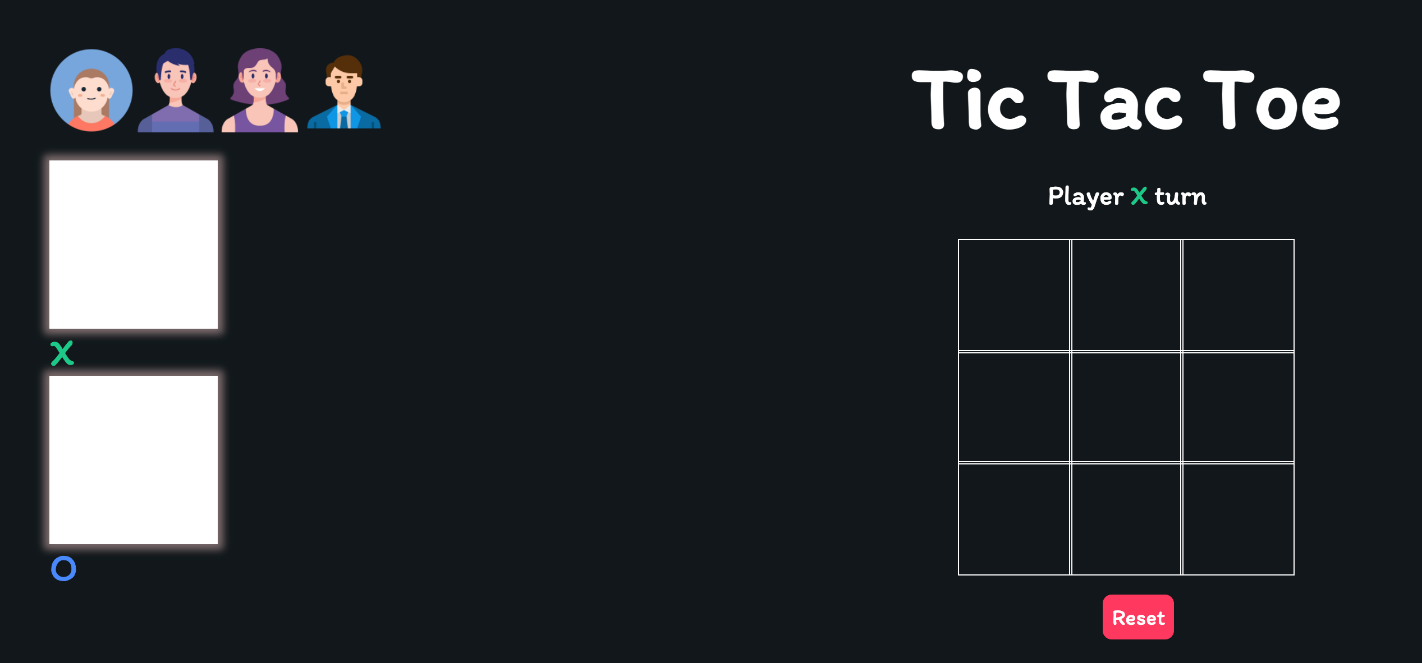 Tic Tac Toe
Player X turn
X
O
Reset